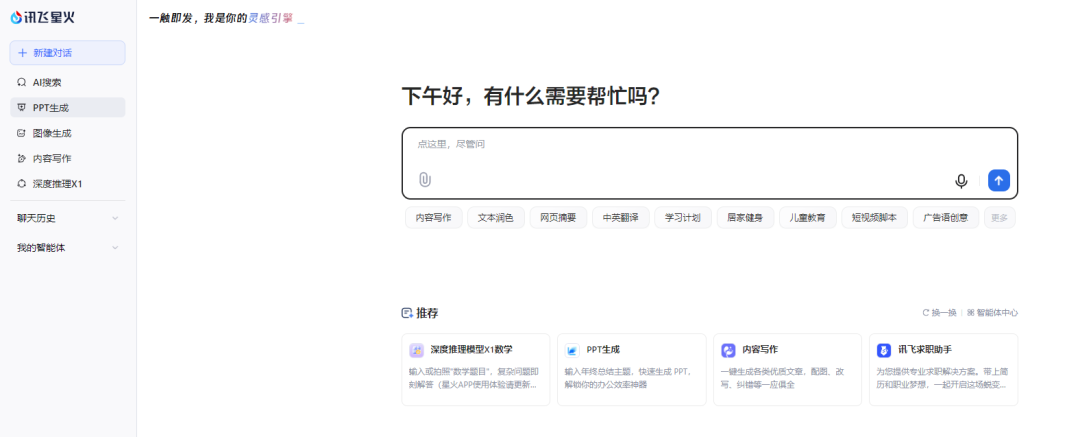 讯飞星火
一触即发，我是你的灵感引擎 _
新建对话
AI搜索
PPT生成
图像生成
内容写作
深度推理X1
聊天历史
我的智能体
下午好，有什么需要帮忙吗？
点这里，尽管问
内容写作 文本润色 网页摘要 中英翻译 学习计划 居家健身 儿童教育 短视频脚本 广告语创意 更多
推荐
换一换 智能体中心
深度推理模型X1数学
输入或拍照"数学题目"，复杂问题即
刻解答（星火APP使用体验请更新...
PPT生成
输入年终总结主题，快速生成 PPT，
解锁你的办公效率神器
内容写作
一键生成各类优质文章，配图、改
写、纠错等一应俱全
讯飞求职助手
为您提供专业求职解决方案。带上简
历和职业梦想，一起开启这场蜕变...